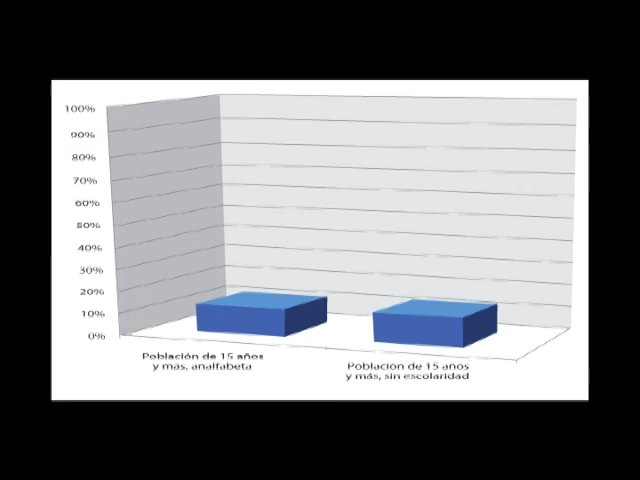 100%
90%
80%
70%
60%
50%
40%
30%
20%
10%
0%
Población de 15 años
y más, analfabeta
Población de 15 años
y más, sin escolaridad